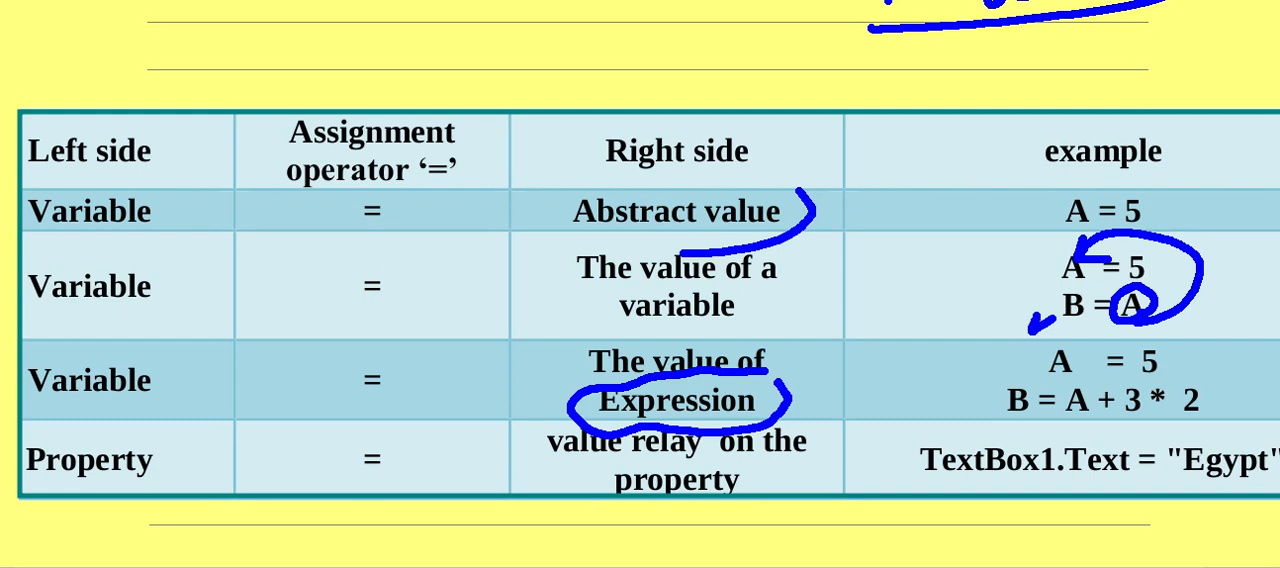 Left side
Assignment
operator ‘=’
Right side
example
Variable
=
Abstract value
A = 5
Variable
=
The value of a
variable
A = 5
B = A
Variable
=
The value of
Expression
A = 5
B = A + 3 * 2
Property
=
value relay on the
property
TextBox1.Text = "Egypt"